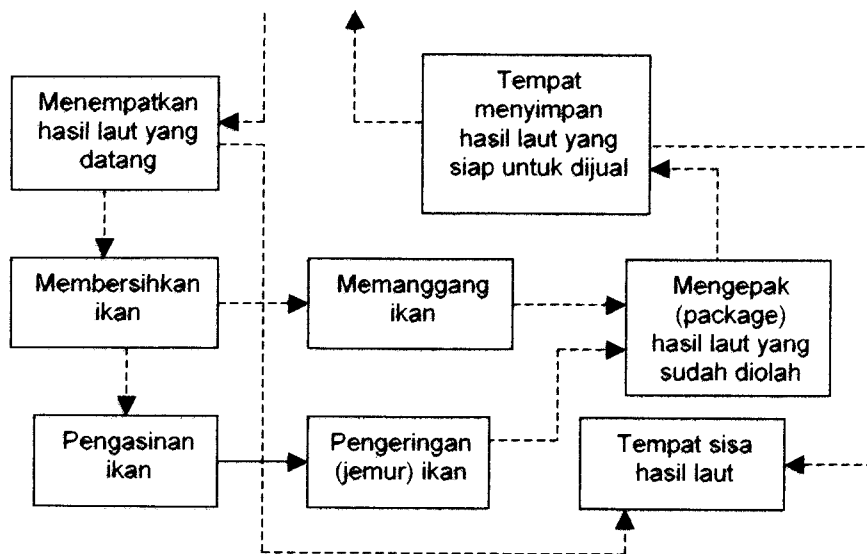 Menempatkan
hasil laut yang
datang
Tempat
menyimpan
hasil laut yang
siap untuk dijual
Membersihkan
ikan
Memanggang
ikan
Mengepak
(package)
hasil laut yang
sudah diolah
Pengasinan
ikan
Pengeringan
(jemur) ikan
Tempat sisa
hasil laut